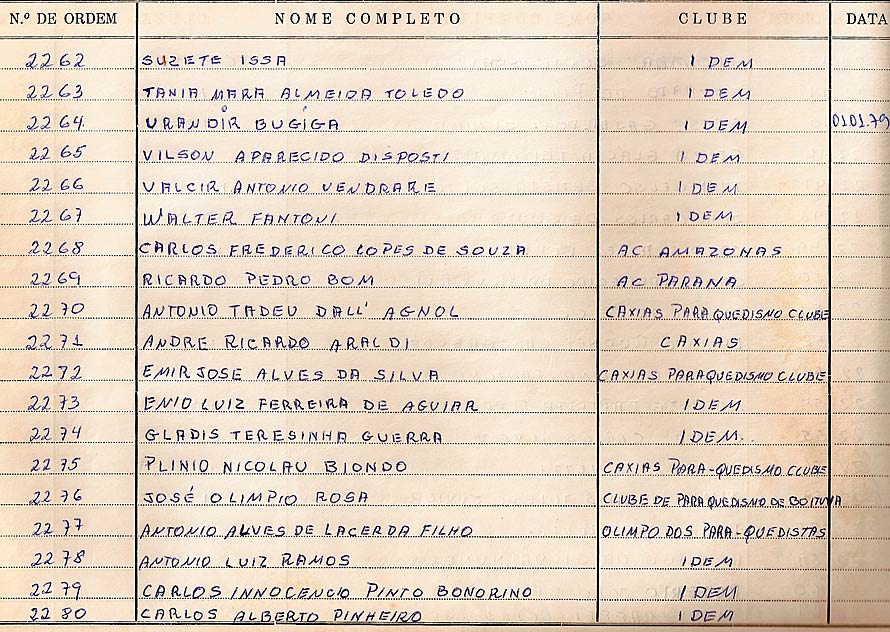 N.º DE ORDEM NOME COMPLETO CLUBE DATA
2262 SUZETE ISSA IDEM
2263 TANIA MARA ALMEIDA TOLEDO IDEM
2264 URANDIR BUGIGA IDEM 01.01.79
2265 VILSON APARECIDO DISPOSTI IDEM
2266 VALCIR ANTONIO VENDRARE IDEM
2267 WALTER FANTONI IDEM
2268 CARLOS FREDERICO LOPES DE SOUZA AC AMAZONAS
2269 RICARDO PEDRO BOM AC PARANA
2270 ANTONIO TADEU DALL' AGNOL CAXIAS PARAQUEDISMO CLUBE
2271 ANDRE RICARDO ARALDI CAXIAS
2272 EMIR JOSE ALVES DA SILVA CAXIAS PARAQUEDISMO CLUBE
2273 ENIO LUIZ FERREIRA DE AGUIAR IDEM
2274 GLADIS TERESINHA GUERRA IDEM.
2275 PLINIO NICOLAU BIONDO CAXIAS PARA-QUEDISMO CLUBE
2276 JOSÉ OLIMPIO ROSA CLUBE DE PARAQUEDISMO DE BOITUVA
2277 ANTONIO ALVES DE LACERDA FILHO OLIMPO DOS PARA-QUEDISTAS
2278 ANTONIO LUIZ RAMOS IDEM
2279 CARLOS INNOCENCIO PINTO BONORINO IDEM
2280 CARLOS ALBERTO PINHEIRO IDEM